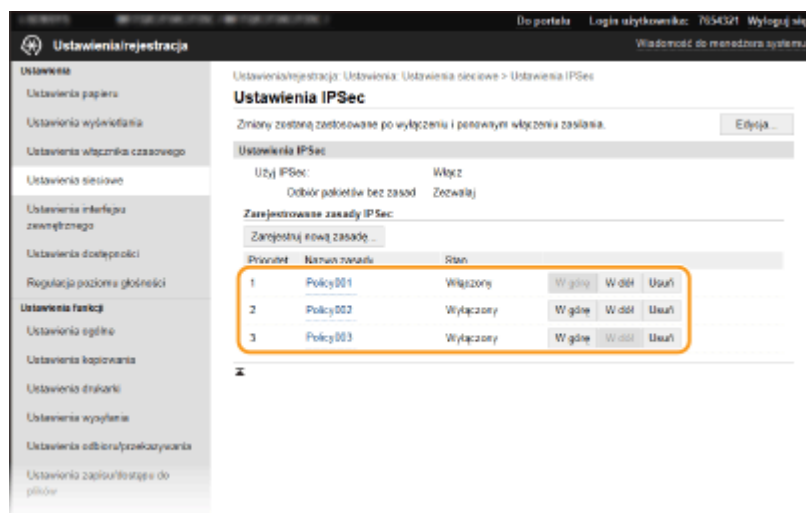 Do portalu Login użytkownika: 7654321 Wyloguj się
Ustawienia/rejestracja
Wiadomość do menedżera systemu
Ustawienia
Ustawienia papieru
Ustawienia wyświetlania
Ustawienia włącznika czasowego
Ustawienia sieciowe
Ustawienia interfejsu
zewnętrznego
Ustawienia dostępności
Regulacja poziomu głośności
Ustawienia funkcji
Ustawienia ogólne
Ustawienia kopiowania
Ustawienia drukarki
Ustawienia wysyłania
Ustawienia odbioru/przekazywania
Ustawienia zapisu/dostępu do
plików
Ustawienia/rejestracja: Ustawienia: Ustawienia sieciowe > Ustawienia IPSec
Ustawienia IPSec
Zmiany zostaną zastosowane po wyłączeniu i ponownym włączeniu zasilania.
Edycja...
Ustawienia IPSec
Użyj IPSec: Włącz
Odbiór pakietów bez zasad Zezwalaj
Zarejestrowane zasady IPSec
Zarejestruj nową zasadę...
Priorytet Nazwa zasady Stan
1 Policy001 Włączony W górę W dół Usuń
2 Policy002 Wyłączony W górę W dół Usuń
3 Policy003 Wyłączony W górę W dół Usuń